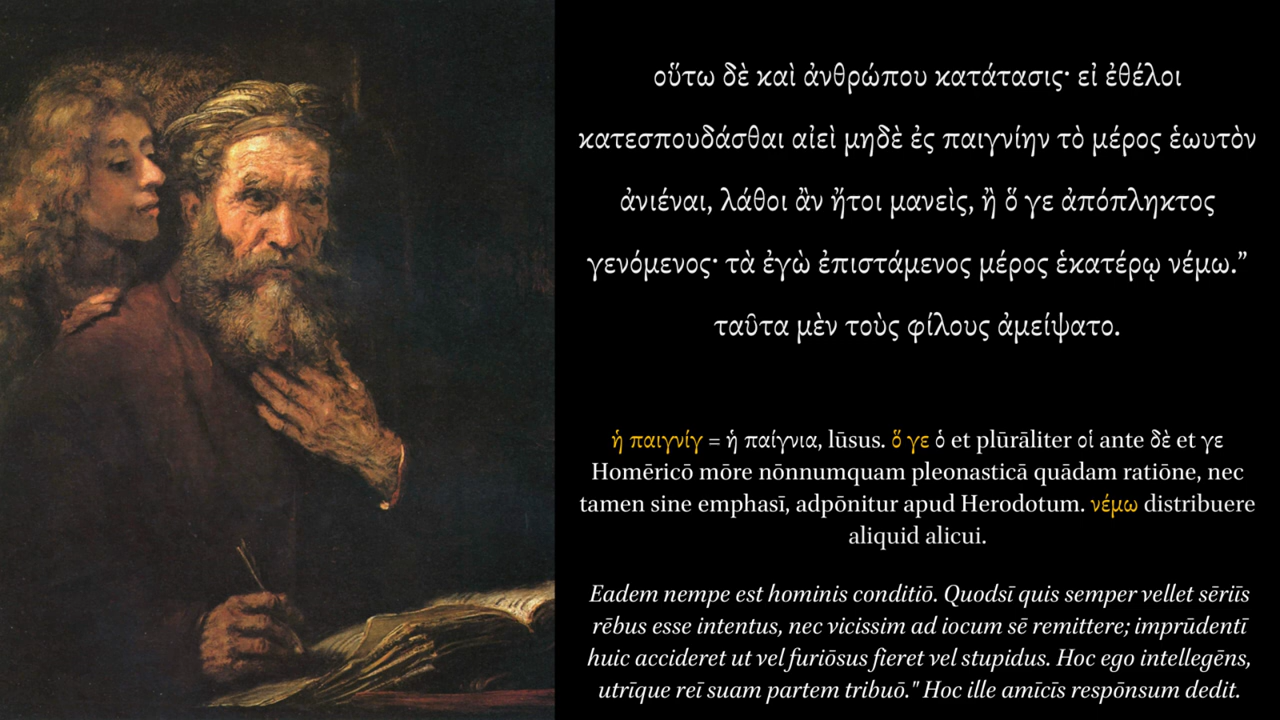 οὕτω δὲ καὶ ἀνθρώπου κατάτασις· εἰ ἐθέλοι
κατεσπουδάσθαι αἰεὶ μηδὲ ἐς παιγνίην τὸ μέρος ἑωυτὸν
ἀνιέναι, λάθοι ἂν ἤτοι μανεὶς, ἢ ὅ γε ἀπόπληκτος
γενόμενος· τὰ ἐγὼ ἐπιστάμενος μέρος ἑκατέρῳ νέμω.”
ταῦτα μὲν τοὺς φίλους ἀμείψατο.
ἡ παιγνίγ = ἡ παίγνια, lūsus. ὅ γε ὁ et plūrāliter οἱ ante δὲ et γε
Homēricō mōre nōnnumquam pleonasticā quādam ratiōne, nec
tamen sine emphasī, adpōnitur apud Herodotum. νέμω distribuere
aliquid alicui.
Eadem nempe est hominis conditiō. Quodsī quis semper vellet sēriīs
rēbus esse intentus, nec vicissim ad iocum sē remittere; imprūdentī
huic accideret ut vel furiōsus fieret vel stupidus. Hoc ego intellegēns,
utrīque reī suam partem tribuō." Hoc ille amīcīs respōnsum dedit.